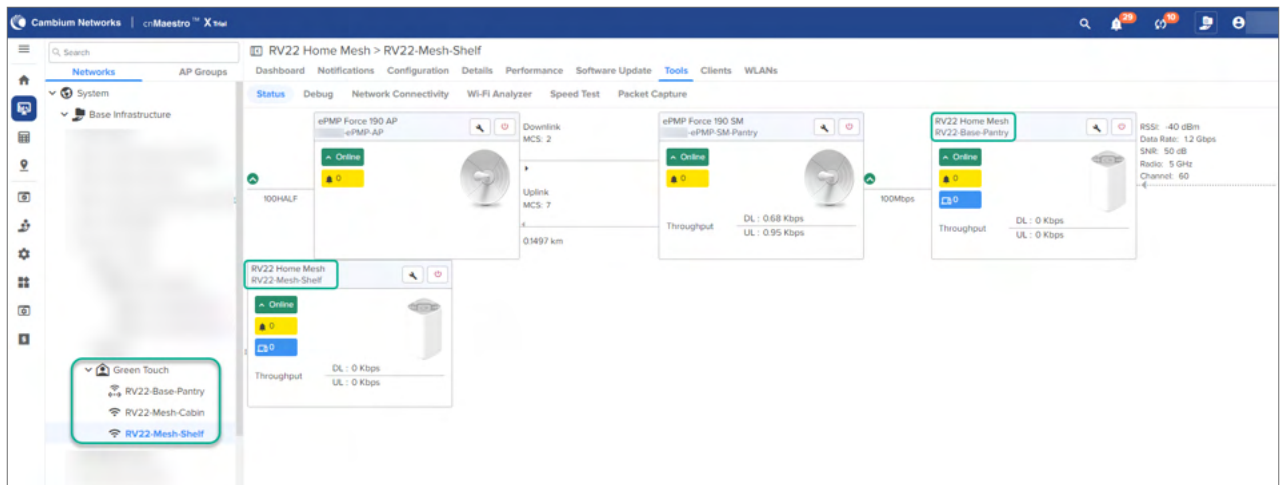 Cambium Networks | cnMaestro™ X Trial
29
10
Search
RV22 Home Mesh > RV22-Mesh-Shelf
Networks AP Groups
Dashboard Notifications Configuration Details Performance Software Update Tools Clients WLANs
System
Status Debug Network Connectivity Wi-Fi Analyzer Speed Test Packet Capture
Base Infrastructure
100HALF
ePMP Force 190 AP
-ePMP-AP
Online
0
Downlink
MCS: 2
Uplink
MCS: 7
0.1497 km
ePMP Force 190 SM
-ePMP-SM-Pantry
Online
0
Throughput
DL : 0.68 Kbps
UL : 0.95 Kbps
100Mbps
RV22 Home Mesh
RV22-Base-Pantry
Online
0
0
Throughput
DL : 0 Kbps
UL : 0 Kbps
RSSI: -40 dBm
Data Rate: 1.2 Gbps
SNR: 50 dB
Radio: 5 GHz
Channel: 60
RV22 Home Mesh
RV22-Mesh-Shelf
Online
0
0
Throughput
DL : 0 Kbps
UL : 0 Kbps
Green Touch
RV22-Base-Pantry
RV22-Mesh-Cabin
RV22-Mesh-Shelf